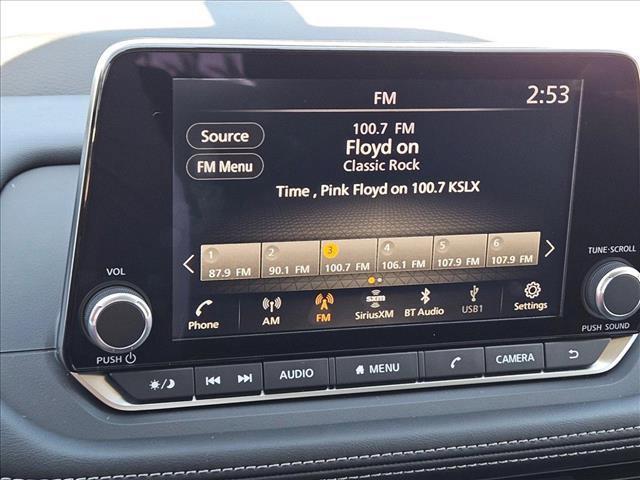 FM
2:53
Source
FM Menu
100.7 FM
Floyd on
Classic Rock
Time , Pink Floyd on 100.7 KSLX
1 2 3 4 5 6
87.9 FM 90.1 FM 100.7 FM 106.1 FM 107.9 FM 107.9 FM
Phone AM FM SiriusXM BT Audio USB1 Settings
sxm
VOL
PUSH
TUNE·SCROLL
PUSH SOUND
AUDIO MENU CAMERA